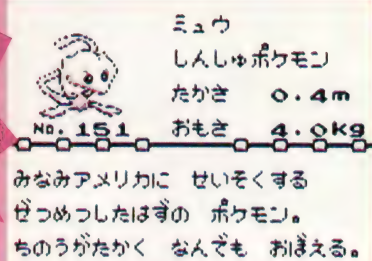 ミュウ
しんしゅポケモン
たかさ 0.4m
No.151 おもさ 4.0kg
みなみアメリカに せいそくする
ぜつめつしたはずの ポケモン。
ちのうがたかく なんでも おぼえる。